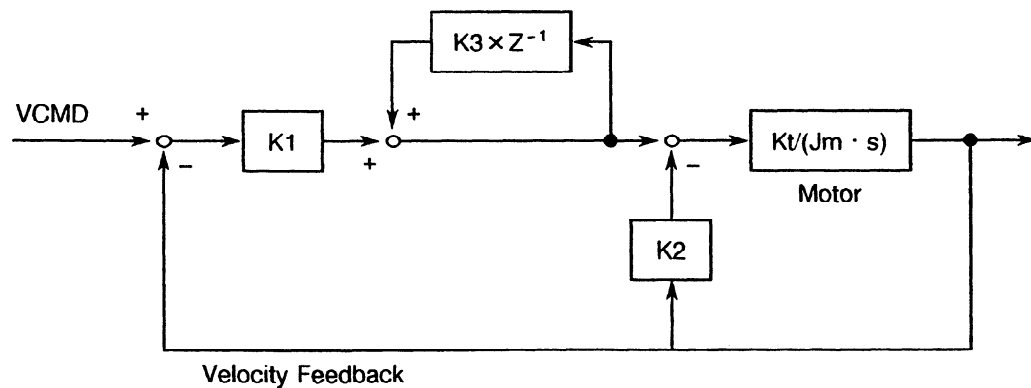 K3 × Z⁻¹
+
VCMD
+
−
K1
+
−
Kt/(Jm · s)
Motor
K2
+
Velocity Feedback